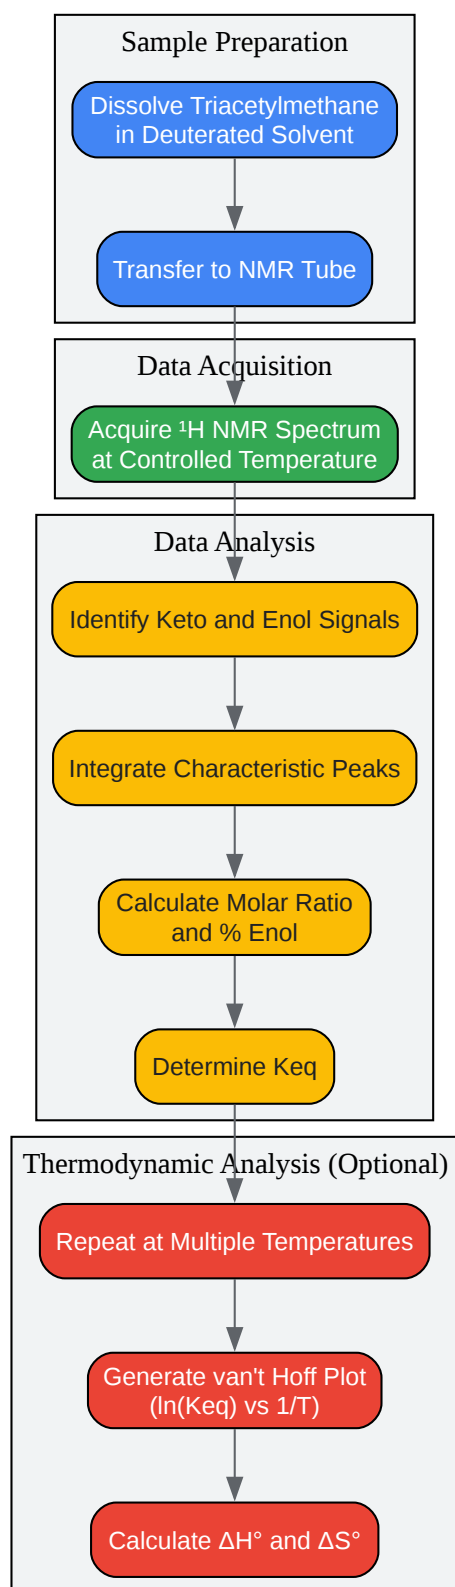 Sample Preparation
Dissolve Triacetylmethane
in Deuterated Solvent
Transfer to NMR Tube
Data Acquisition
Acquire ¹H NMR Spectrum
at Controlled Temperature
Data Analysis
Identify Keto and Enol Signals
Integrate Characteristic Peaks
Calculate Molar Ratio
and % Enol
Determine Keq
Thermodynamic Analysis (Optional)
Repeat at Multiple Temperatures
Generate van't Hoff Plot
(ln(Keq) vs 1/T)
Calculate ΔH° and ΔS°